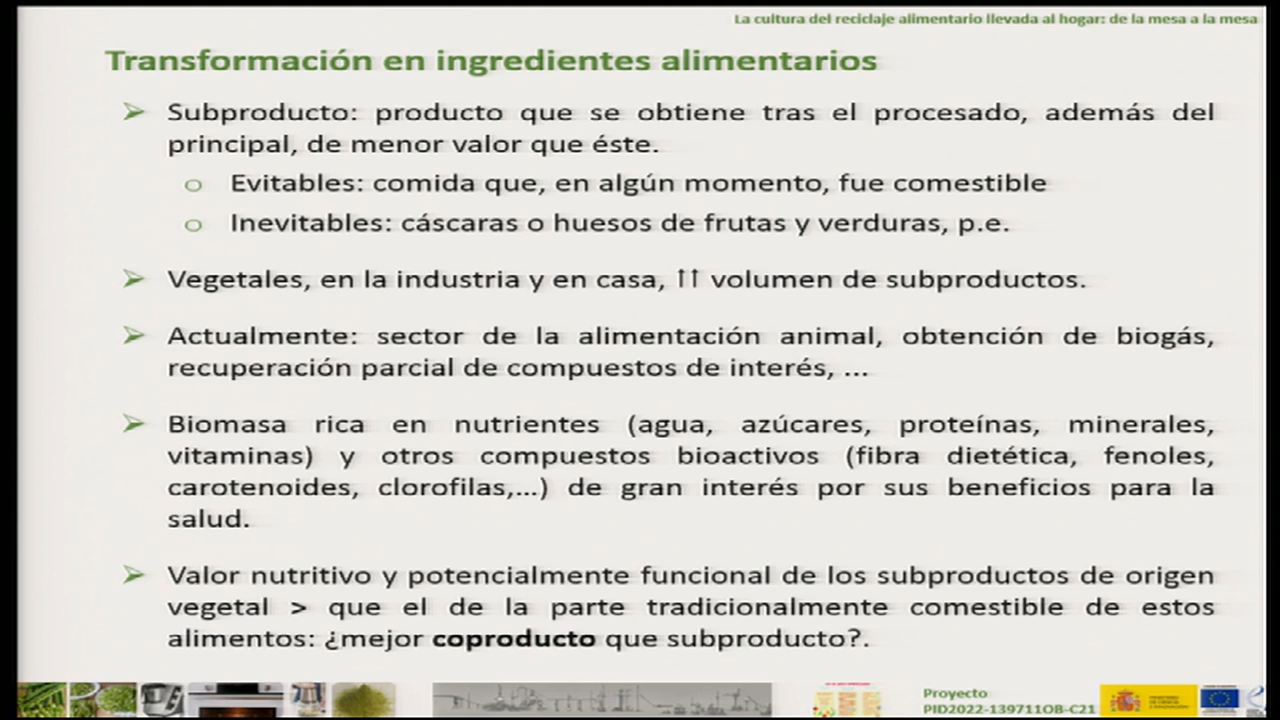 La cultura del reciclaje alimentario llevada al hogar: de la mesa a la mesa
Transformación en ingredientes alimentarios
➢ Subproducto: producto que se obtiene tras el procesado, además del
principal, de menor valor que éste.
o Evitables: comida que, en algún momento, fue comestible
o Inevitables: cáscaras o huesos de frutas y verduras, p.e.
➢ Vegetales, en la industria y en casa, ↑↑ volumen de subproductos.
➢ Actualmente: sector de la alimentación animal, obtención de biogás,
recuperación parcial de compuestos de interés, ...
➢ Biomasa rica en nutrientes (agua, azúcares, proteínas, minerales,
vitaminas) y otros compuestos bioactivos (fibra dietética, fenoles,
carotenoides, clorofilas,...) de gran interés por sus beneficios para la
salud.
➢ Valor nutritivo y potencialmente funcional de los subproductos de origen
vegetal > que el de la parte tradicionalmente comestible de estos
alimentos: ¿mejor coproducto que subproducto?.
Proyecto
PID2022-139711OB-C21